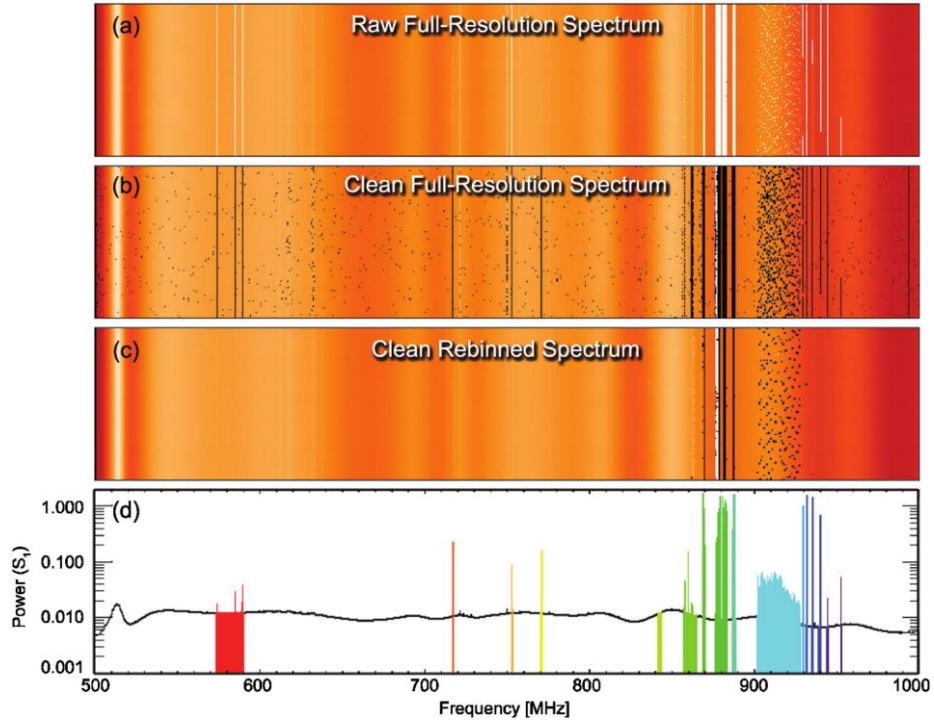 (a)
Raw Full-Resolution Spectrum
(b)
Clean Full-Resolution Spectrum
(c)
Clean Rebinned Spectrum
(d)
1.000
0.100
0.010
0.001
Power (S₁)
500 600 700 800 900 1000
Frequency [MHz]